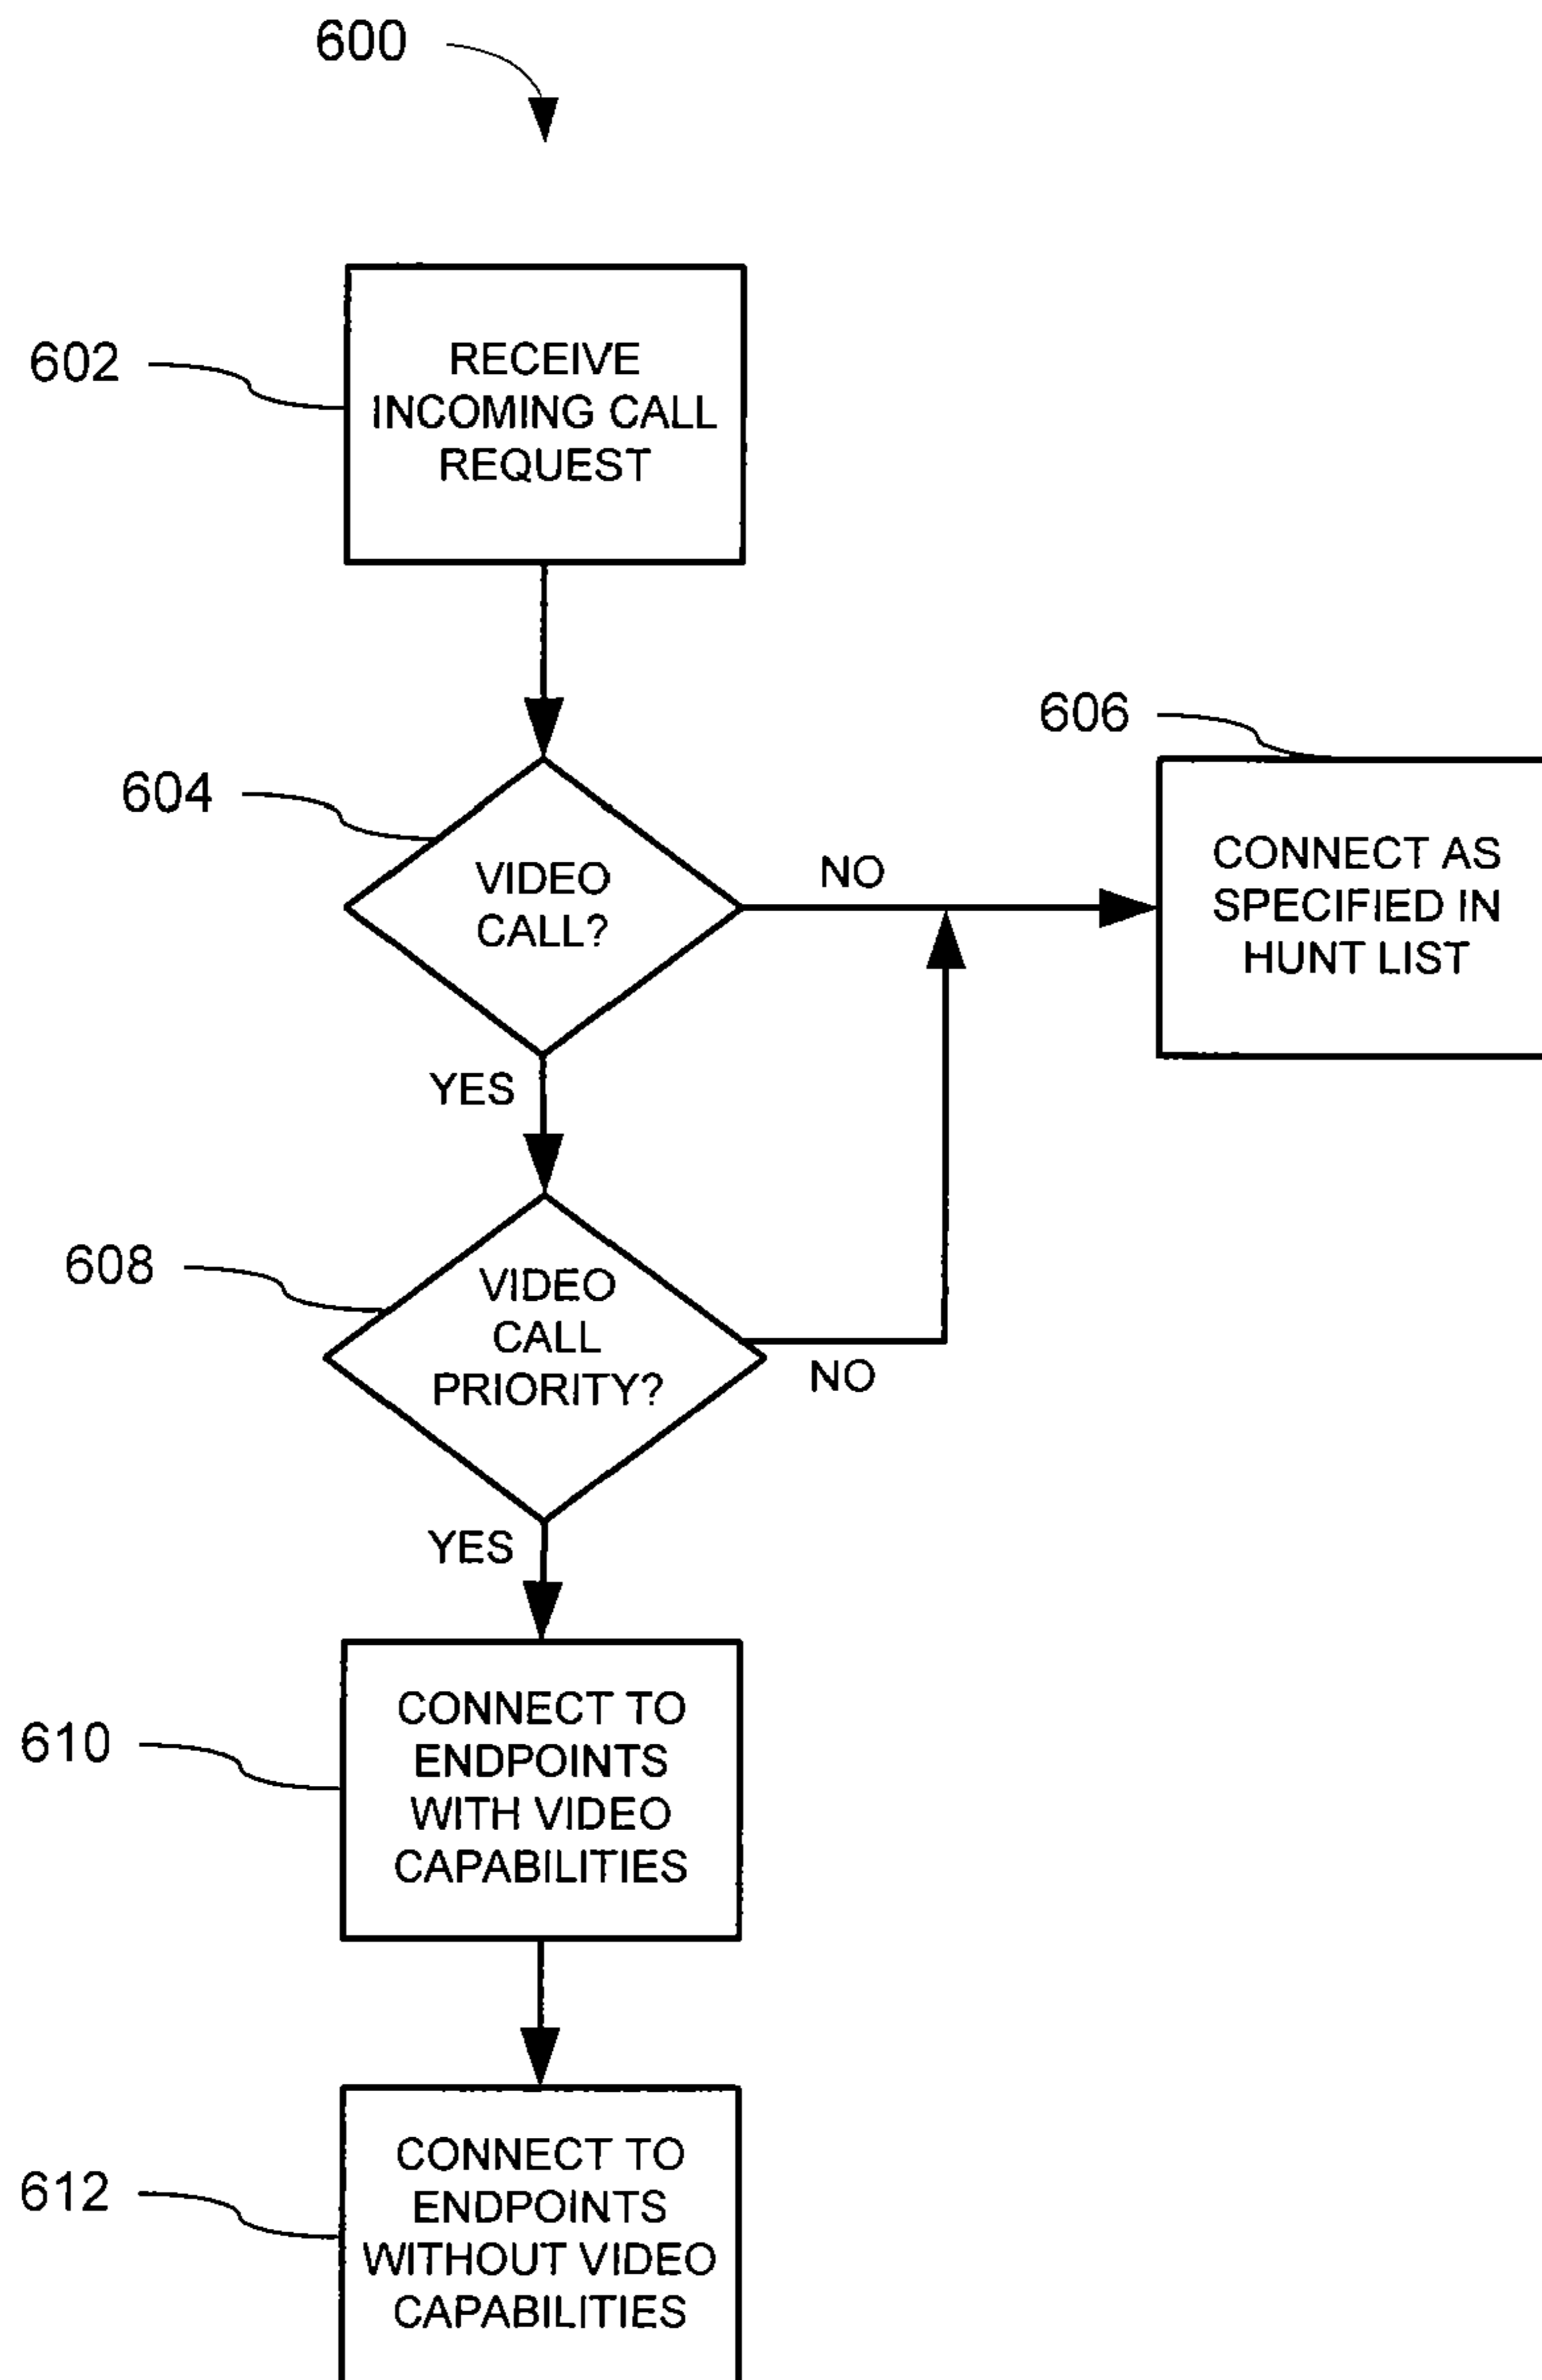 600
602
RECEIVE
INCOMING CALL
REQUEST
604
VIDEO
CALL?
NO
606
CONNECT AS
SPECIFIED IN
HUNT LIST
YES
608
VIDEO
CALL
PRIORITY?
NO
YES
610
CONNECT TO
ENDPOINTS
WITH VIDEO
CAPABILITIES
612
CONNECT TO
ENDPOINTS
WITHOUT VIDEO
CAPABILITIES